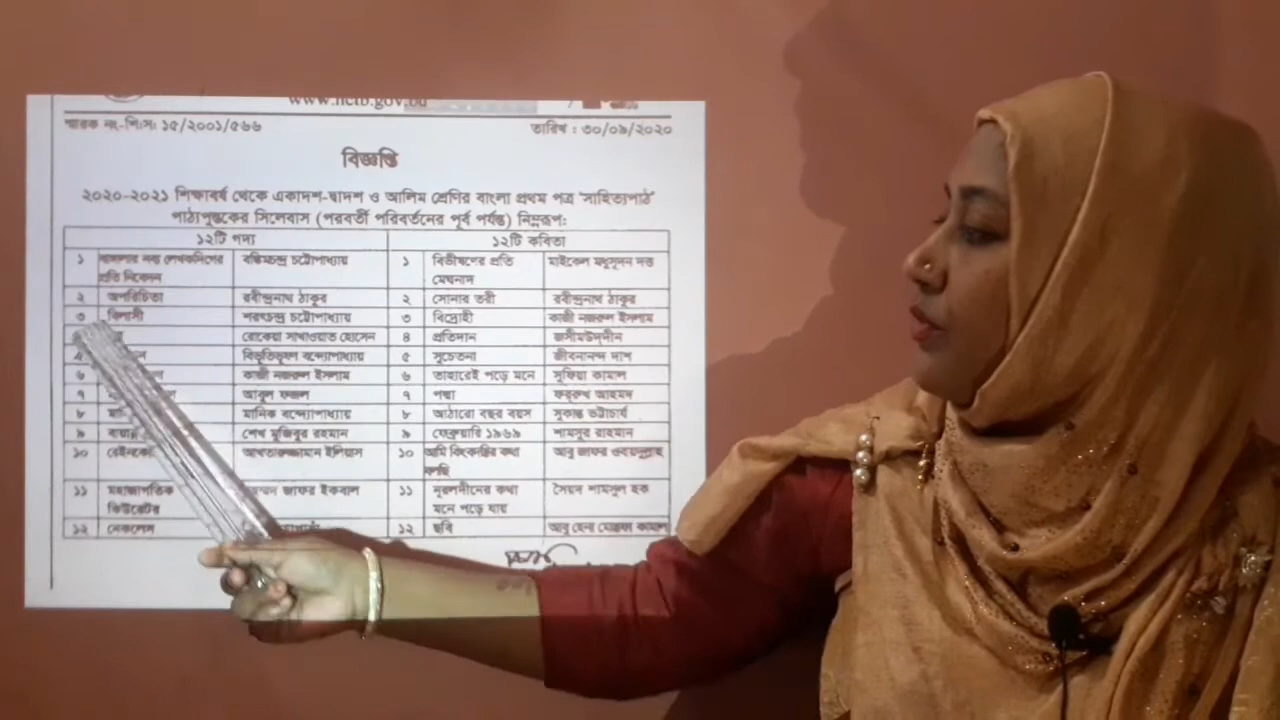 www.nctb.gov.bd
স্মারক নং-শিঃসঃ ১৫/২০০১/৫৬৬ তারিখ : ৩০/০৯/২০২০
বিজ্ঞপ্তি
২০২০-২০২১ শিক্ষাবর্ষ থেকে একাদশ-দ্বাদশ ও আলিম শ্রেণির বাংলা প্রথম পত্র 'সাহিত্যপাঠ'
পাঠ্যপুস্তকের সিলেবাস (পরবর্তী পরিবর্তনের পূর্ব পর্যন্ত) নিম্নরূপ:
১২টি গদ্য ১২টি কবিতা
১ বাঙ্গালার নব্য লেখকদিগের বঙ্কিমচন্দ্র চট্টোপাধ্যায় ১ বিভীষণের প্রতি মাইকেল মধুসূদন দত্ত
প্রতি নিবেদন মেঘনাদ
২ অপরিচিতা রবীন্দ্রনাথ ঠাকুর ২ সোনার তরী রবীন্দ্রনাথ ঠাকুর
৩ বিলাসী শরৎচন্দ্র চট্টোপাধ্যায় ৩ বিদ্রোহী কাজী নজরুল ইসলাম
রোকেয়া সাখাওয়াত হোসেন ৪ প্রতিদান জসীমউদ্‌দীন
বিভূতিভূষণ বন্দ্যোপাধ্যায় ৫ সুচেতনা জীবনানন্দ দাশ
৬ কাজী নজরুল ইসলাম ৬ তাহারেই পড়ে মনে সুফিয়া কামাল
৭ আবুল ফজল ৭ পদ্মা ফররুখ আহমদ
৮ মানিক বন্দ্যোপাধ্যায় ৮ আঠারো বছর বয়স সুকান্ত ভট্টাচার্য
৯ শেখ মুজিবুর রহমান ৯ ফেব্রুয়ারি ১৯৬৯ শামসুর রাহমান
১০ আখতারুজ্জামান ইলিয়াস ১০ আমি কিংবদন্তির কথা আবু জাফর ওবায়দুল্লাহ
বলছি
১১ মহাজাগতিক জাফর ইকবাল ১১ নূরলদীনের কথা সৈয়দ শামসুল হক
কিউরেটর মনে পড়ে যায়
১২ নেকলেস ১২ ছবি আবু হেনা মোস্তফা কামাল